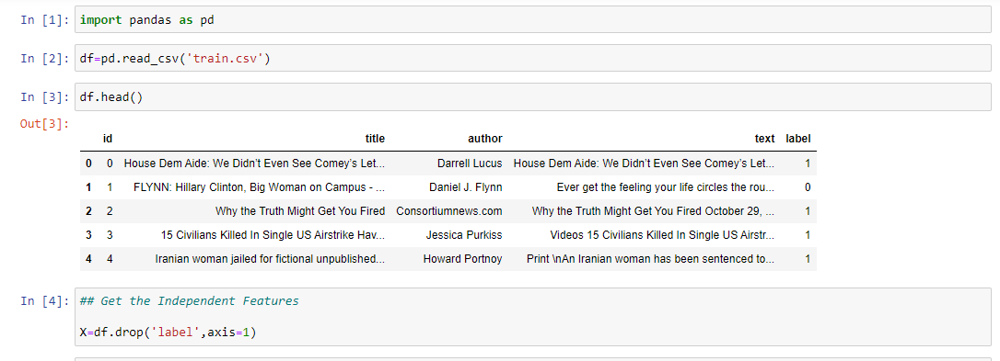 In [1]: import pandas as pd
In [2]: df=pd.read_csv('train.csv')
In [3]: df.head()
Out[3]:
id title author text label
0 0 House Dem Aide: We Didn’t Even See Comey’s Let... Darrell Lucus House Dem Aide: We Didn’t Even See Comey’s Let... 1
1 1 FLYNN: Hillary Clinton, Big Woman on Campus - ... Daniel J. Flynn Ever get the feeling your life circles the rou... 0
2 2 Why the Truth Might Get You Fired Consortiumnews.com Why the Truth Might Get You Fired October 29, ... 1
3 3 15 Civilians Killed In Single US Airstrike Hav... Jessica Purkiss Videos 15 Civilians Killed In Single US Airstr... 1
4 4 Iranian woman jailed for fictional unpublished... Howard Portnoy Print \nAn Iranian woman has been sentenced to... 1
In [4]: ## Get the Independent Features
X=df.drop('label',axis=1)